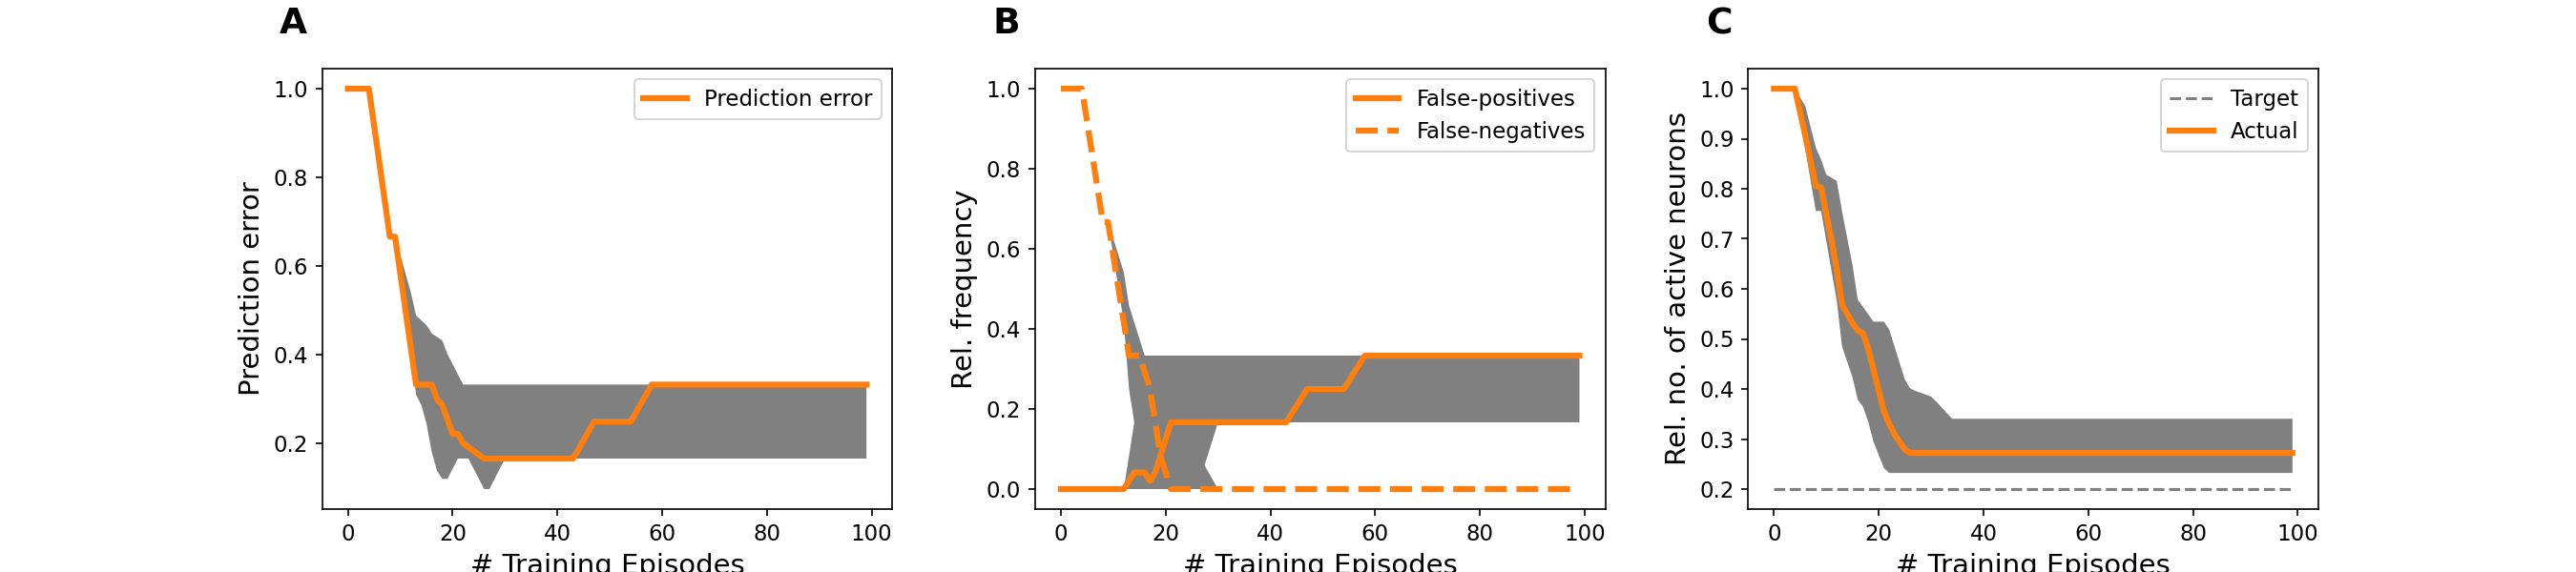 A
B
C
Prediction error
1.0
0.8
0.6
0.4
0.2
0
20
40
60
80
100
Prediction error
# Training Episodes
False-positives
False-negatives
1.0
0.8
0.6
0.4
0.2
0.0
0
20
40
60
80
100
Rel. frequency
# Training Episodes
Target
Actual
1.0
0.9
0.8
0.7
0.6
0.5
0.4
0.3
0.2
0
20
40
60
80
100
Rel. no. of active neurons
# Training Episodes